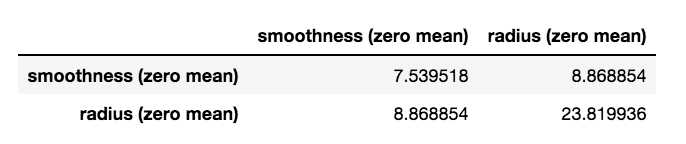 smoothness (zero mean) radius (zero mean)
smoothness (zero mean) 7.539518 8.868854
radius (zero mean) 8.868854 23.819936